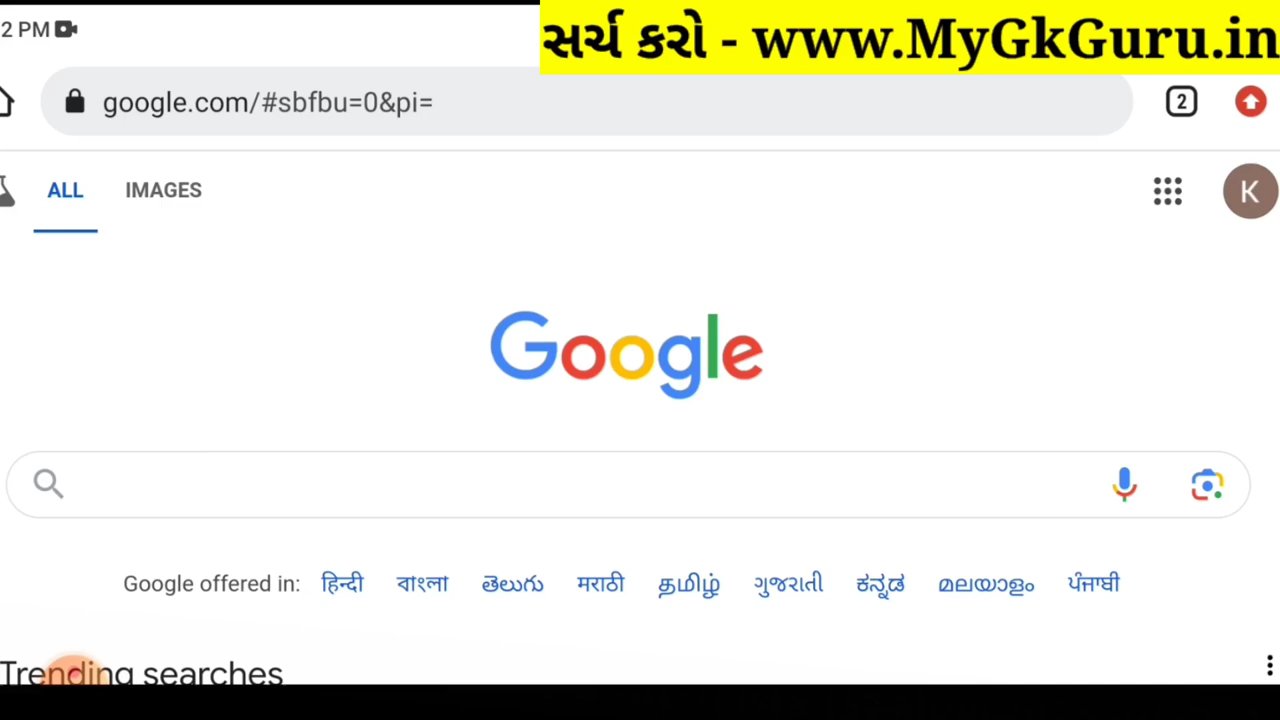 2 PM
સર્ચ કરો - www.MyGkGuru.in
google.com/#sbfbu=0&pi=
2
ALL IMAGES
K
Google
Google offered in: हिन्दी বাংলা తెలుగు मराठी தமிழ் ગુજરાતી ಕನ್ನಡ മലയാളം ਪੰਜਾਬੀ
Trending searches